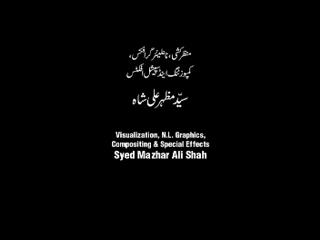 منظر کشی، نان لینیئر گرافکس،
کمپوزٹنگ اینڈ اسپیشل افیکٹس
سیّد مظہر علی شاہ
Visualization, N.L. Graphics,
Compositing & Special Effects
Syed Mazhar Ali Shah